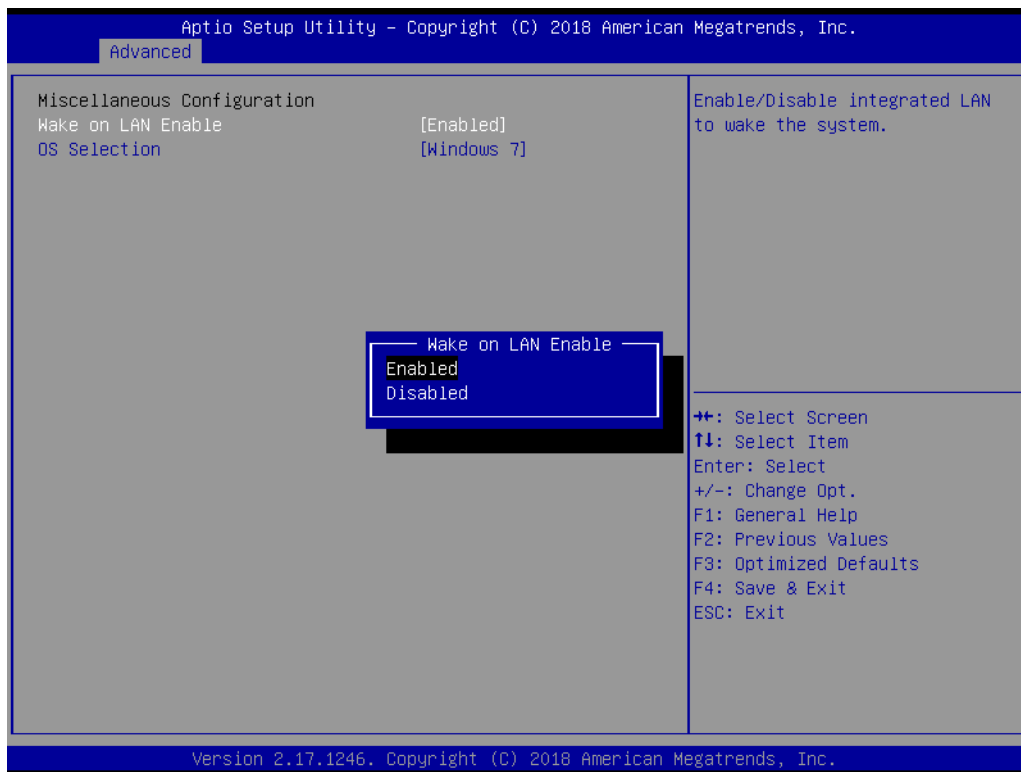 Aptio Setup Utility – Copyright (C) 2018 American Megatrends, Inc.
Advanced
Miscellaneous Configuration
Wake on LAN Enable [Enabled]
OS Selection [Windows 7]
Enable/Disable integrated LAN
to wake the system.
Wake on LAN Enable
Enabled
Disabled
→←: Select Screen
↑↓: Select Item
Enter: Select
+/-: Change Opt.
F1: General Help
F2: Previous Values
F3: Optimized Defaults
F4: Save & Exit
ESC: Exit
Version 2.17.1246. Copyright (C) 2018 American Megatrends, Inc.